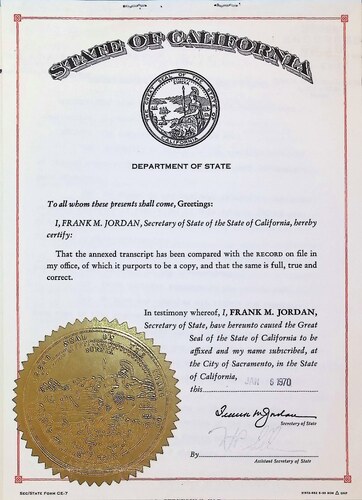 STATE OF CALIFORNIA
DEPARTMENT OF STATE
To all whom these presents shall come, Greetings:
I, FRANK M. JORDAN, Secretary of State of the State of California, hereby
certify:
That the annexed transcript has been compared with the RECORD on file in
my office, of which it purports to be a copy, and that the same is full, true and
correct.
In testimony whereof, I, FRANK M. JORDAN,
Secretary of State, have hereunto caused the Great
Seal of the State of California to be
affixed and my name subscribed, at
the City of Sacramento, in the State
of California,
this 6 1970
Frank M. Jordan
Secretary of State
By
Assistant Secretary of State
SEC/STATE FORM CE-7